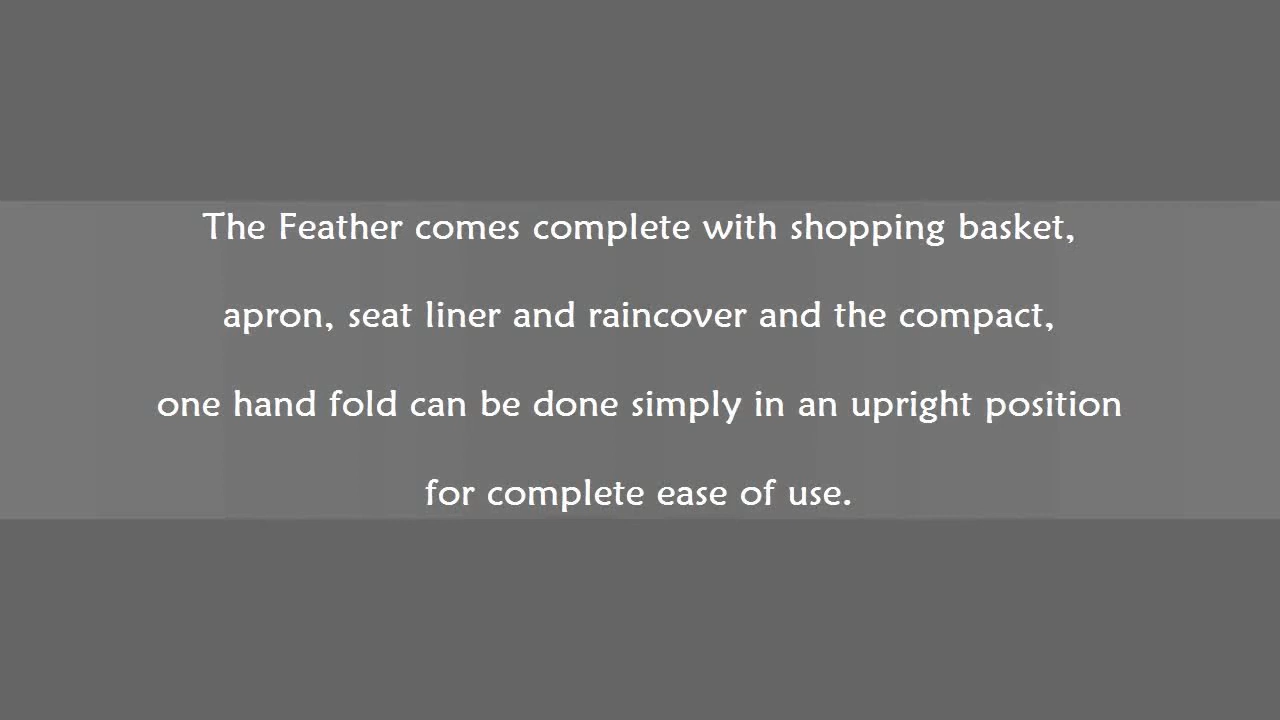 The Feather comes complete with shopping basket,
apron, seat liner and raincover and the compact,
one hand fold can be done simply in an upright position
for complete ease of use.